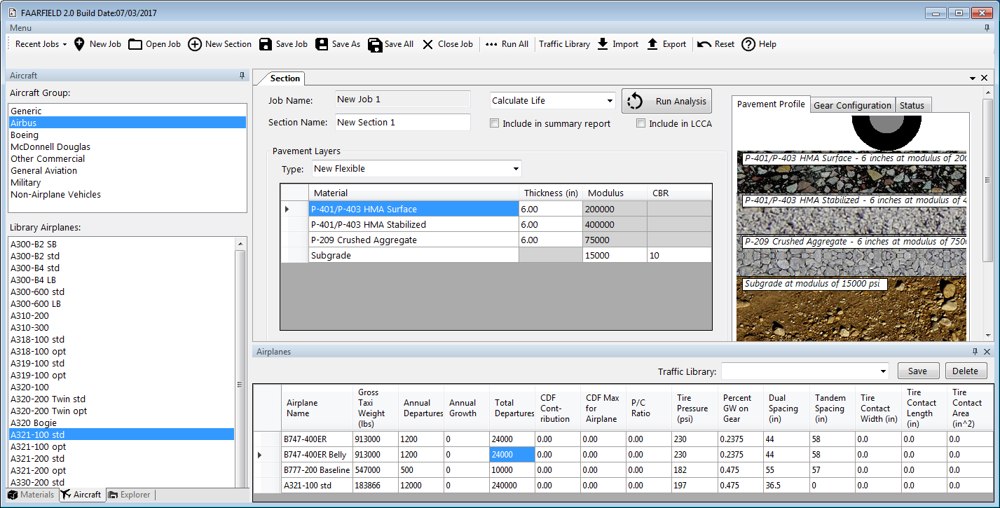 FAARFIELD 2.0 Build Date:07/03/2017
Menu
Recent Jobs New Job Open Job New Section Save Job Save As Save All Close Job Run All Traffic Library Import Export Reset Help
Aircraft
Aircraft Group:
Generic
Airbus
Boeing
McDonnell Douglas
Other Commercial
General Aviation
Military
Non-Airplane Vehicles
Library Airplanes:
A300-B2 SB
A300-B2 std
A300-B4 std
A300-B4 LB
A300-600 std
A300-600 LB
A310-200
A310-300
A318-100 std
A318-100 opt
A319-100 std
A319-100 opt
A320-100
A320-200 Twin std
A320-200 Twin opt
A320 Bogie
A321-100 std
A321-100 opt
A321-200 std
A321-200 opt
A330-200 std
Materials Aircraft Explorer
Section
Job Name: New Job 1 Calculate Life Run Analysis
Section Name: New Section 1 Include in summary report Include in LCCA
Pavement Layers
Type: New Flexible
Material Thickness (in) Modulus CBR
P-401/P-403 HMA Surface 6.00 200000
P-401/P-403 HMA Stabilized 6.00 400000
P-209 Crushed Aggregate 6.00 75000
Subgrade 15000 10
Pavement Profile Gear Configuration Status
P-401/P-403 HMA Surface - 6 inches at modulus of 200
P-401/P-403 HMA Stabilized - 6 inches at modulus of 4
P-209 Crushed Aggregate - 6 inches at modulus of 7500
Subgrade at modulus of 15000 psi
Airplanes
Traffic Library: Save Delete
Airplane Name Gross Taxi Weight (lbs) Annual Departures Annual Growth Total Departures CDF Cont-ribution CDF Max for Airplane P/C Ratio Tire Pressure (psi) Percent GW on Gear Dual Spacing (in) Tandem Spacing (in) Tire Contact Width (in) Tire Contact Length (in) Tire Contact Area (in^2)
B747-400ER 913000 1200 0 24000 0.00 0.00 0.00 230 0.2375 44 58 0.0 0.0 0.0
B747-400ER Belly 913000 1200 0 24000 0.00 0.00 0.00 230 0.2375 44 58 0.0 0.0 0.0
B777-200 Baseline 547000 500 0 10000 0.00 0.00 0.00 182 0.475 55 57 0.0 0.0 0.0
A321-100 std 183866 12000 0 240000 0.00 0.00 0.00 197 0.475 36.5 0 0.0 0.0 0.0